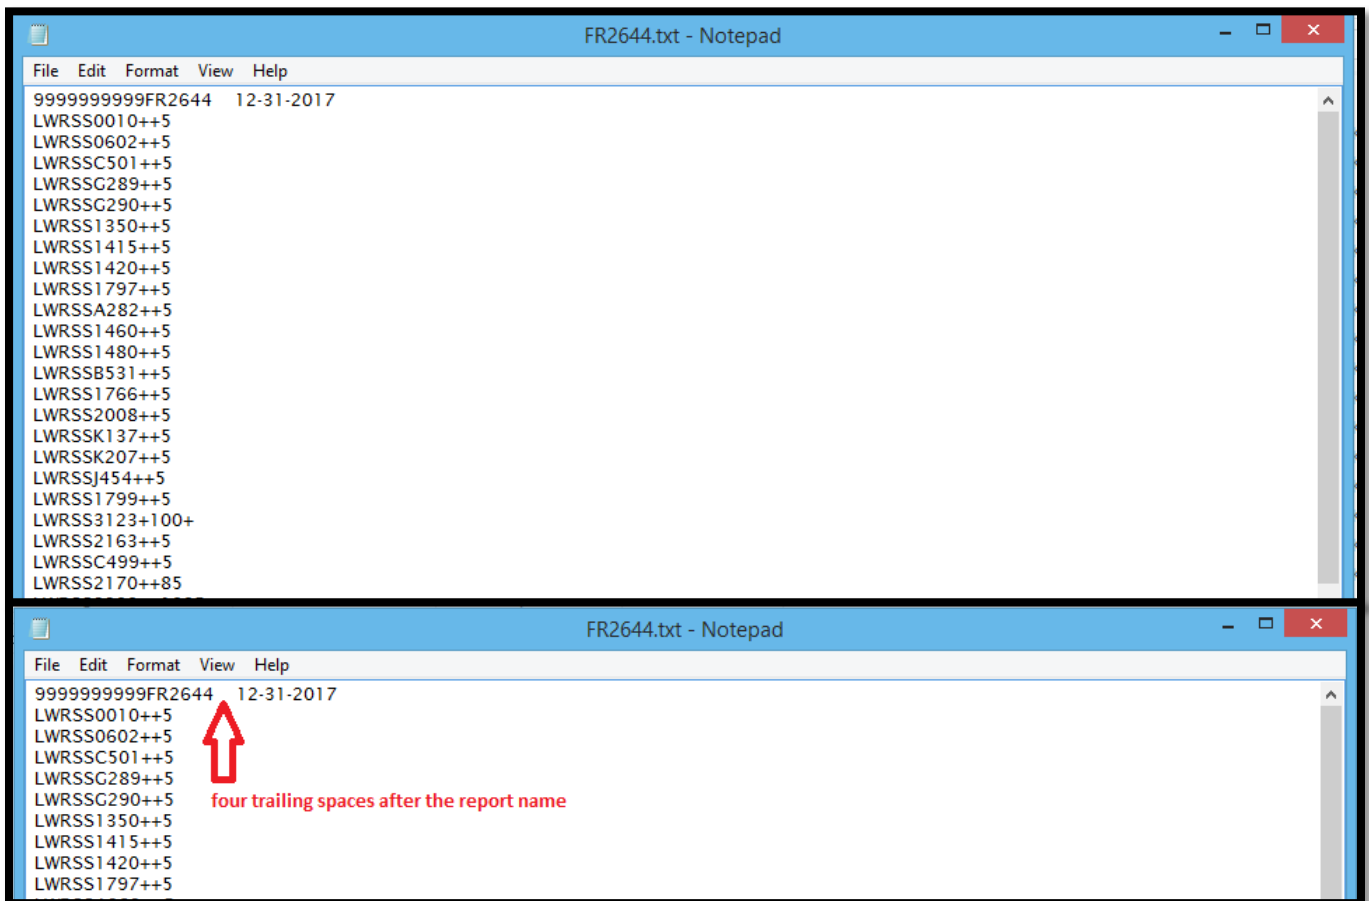 FR2644.txt - Notepad
File Edit Format View Help
9999999999FR2644    12-31-2017
LWRSS0010++5
LWRSS0602++5
LWRSSC501++5
LWRSSG289++5
LWRSSG290++5
LWRSS1350++5
LWRSS1415++5
LWRSS1420++5
LWRSS1797++5
LWRSSA282++5
LWRSS1460++5
LWRSS1480++5
LWRSSB531++5
LWRSS1766++5
LWRSS2008++5
LWRSSK137++5
LWRSSK207++5
LWRSSJ454++5
LWRSS1799++5
LWRSS3123+100+
LWRSS2163++5
LWRSSC499++5
LWRSS2170++85
FR2644.txt - Notepad
File Edit Format View Help
9999999999FR2644    12-31-2017
LWRSS0010++5
LWRSS0602++5
LWRSSC501++5
LWRSSG289++5
LWRSSG290++5
four trailing spaces after the report name
LWRSS1350++5
LWRSS1415++5
LWRSS1420++5
LWRSS1797++5